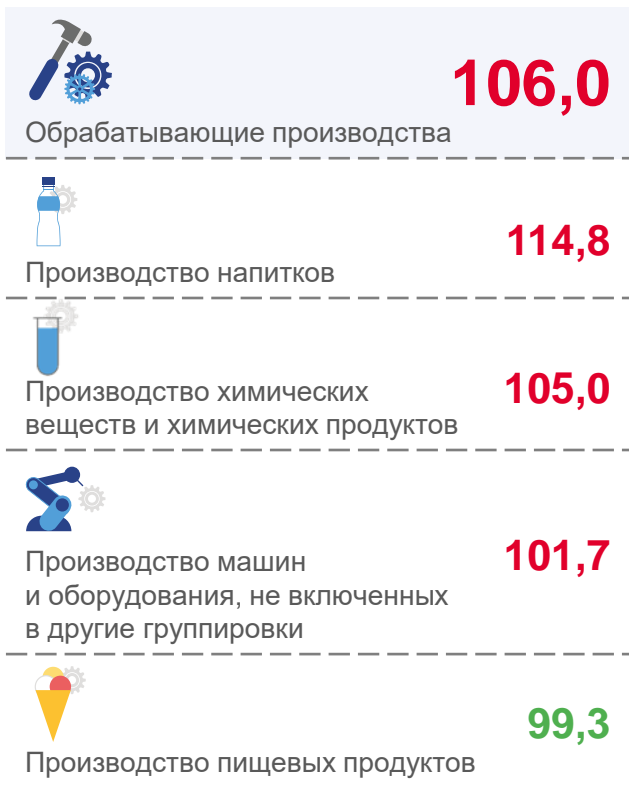 106,0
Обрабатывающие производства
114,8
Производство напитков
Производство химических
105,0
веществ и химических продуктов
101,7
Производство машин
и оборудования, не включенных
в другие группировки
99,3
Производство пищевых продуктов